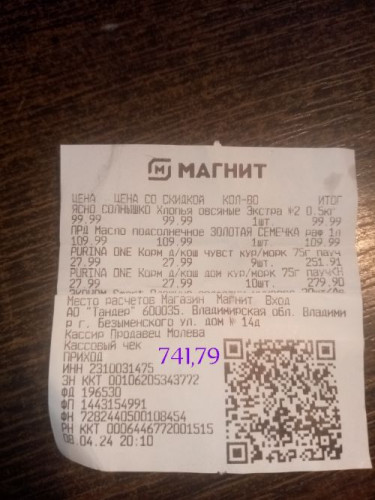 МАГНИТ
ЦЕНА ЦЕНА СО СКИДКОЙ КОЛ-ВО ИТОГ
ЯСНО СОЛНЫШКО Хлопья овсяные Экстра #2 0.5кг
99.99 99.99 1шт. 99.99
ПРД Масло подсолнечное ЗОЛОТАЯ СЕМЕЧКА раф 1л
109.99 109.99 1шт. 109.99
PURINA ONE Корм д/кош чувст кур/морк 75г пауч
27.99 27.99 9шт. 251.91
PURINA ONE Корм д/кош дом кур/морк 75г пауч
27.99 27.99 10шт. 279.90
Место расчетов Магазин Магнит. Вход
АО "Тандер" 600035. Владимирская обл. Владими
р г. Безыменского ул. дом № 14д
Кассир Продавец Молева
Кассовый чек
741,79
ПРИХОД
ИНН 2310031475
ЗН ККТ 00106205343772
ФД 196530
ФП 1443154991
ФН 7282440500108454
РН ККТ 0006446772001515
08.04.24 20:10